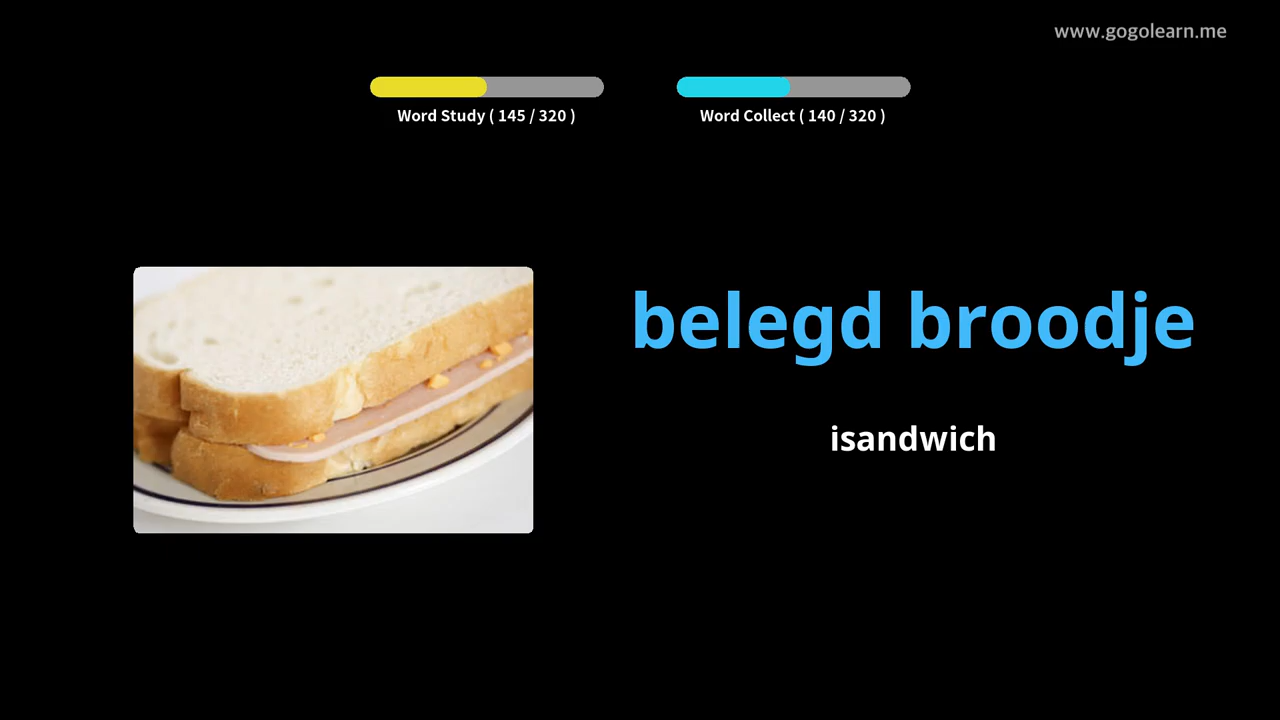 www.gogolearn.me
Word Study ( 145 / 320 )
Word Collect ( 140 / 320 )
belegd broodje
isandwich